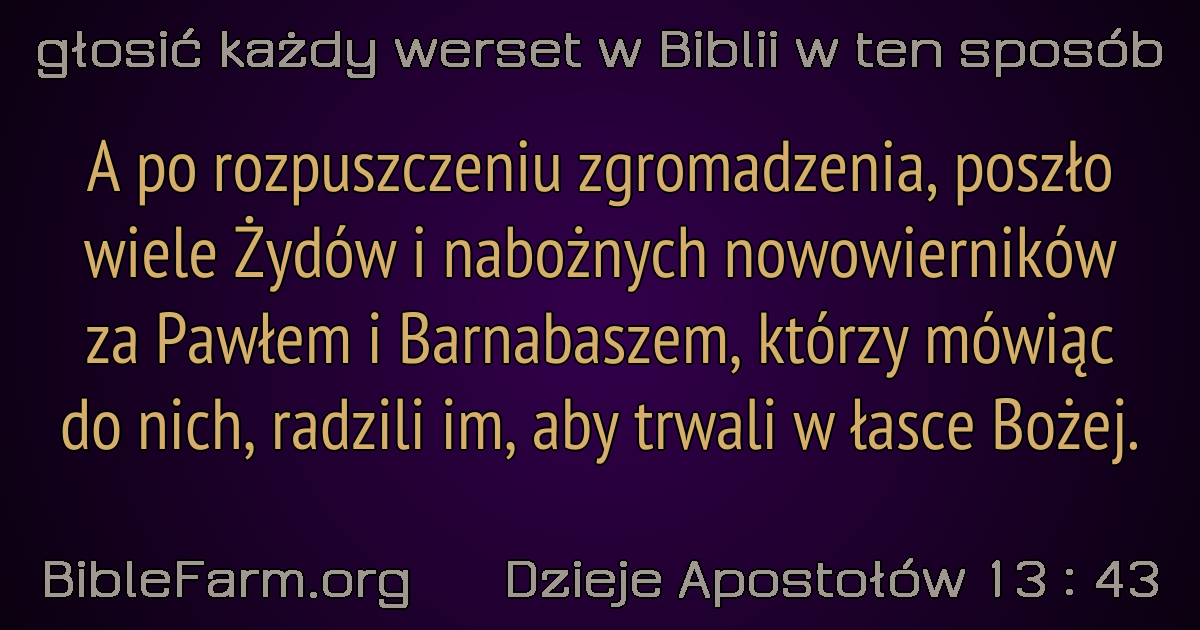 głosić każdy werset w Biblii w ten sposób
A po rozpuszczeniu zgromadzenia, poszło
wiele Żydów i nabożnych nowowierników
za Pawłem i Barnabaszem, którzy mówiąc
do nich, radzili im, aby trwali w łasce Bożej.
BibleFarm.org Dzieje Apostołów 13 : 43